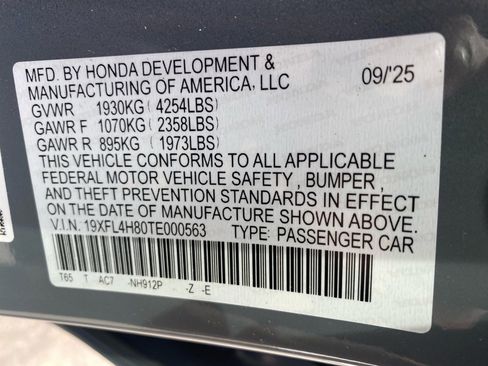 MFD. BY HONDA DEVELOPMENT & 09/'25
MANUFACTURING OF AMERICA, LLC
GVWR 1930KG ( 4254LBS)
GAWR F 1070KG ( 2358LBS)
GAWR R 895KG ( 1973LBS)
THIS VEHICLE CONFORMS TO ALL APPLICABLE
FEDERAL MOTOR VEHICLE SAFETY , BUMPER,
AND THEFT PREVENTION STANDARDS IN EFFECT
ON THE DATE OF MANUFACTURE SHOWN ABOVE.
V.I.N. 19XFL4H80TE000563 TYPE: PASSENGER CAR
T65 T AC7 -NH912P -Z -E